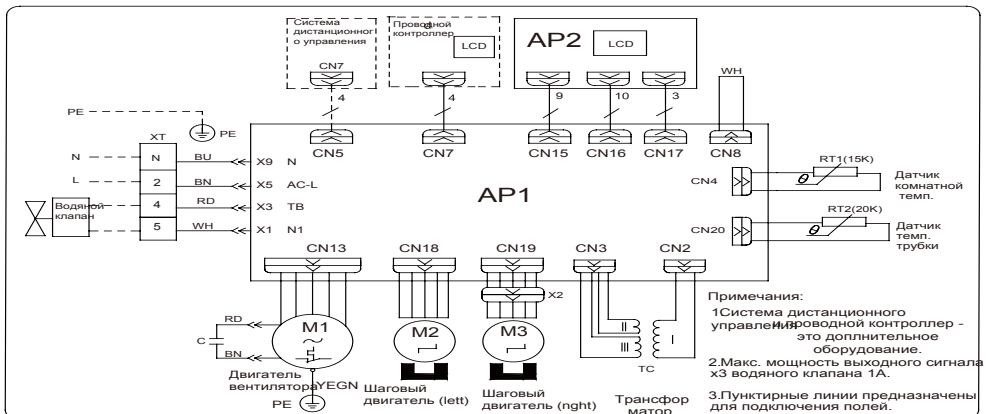 Система
дистанционног
о управления
Проводной
контроллер
4
LCD
AP2
LCD
CN7
WH
4
4
9
10
3
PE
PE
XT
CN5
CN7
CN15
CN16
CN17
CN8
N
N
BU
X9
N
L
2
BN
X5
AC-L
Водяной
клапан
4
RD
X3
TB
5
WH
X1
N1
AP1
CN4
RT1(15K)
θ
Датчик
комнатной
темп.
CN20
RT2(20K)
θ
Датчик
темп.
трубки
CN13
CN18
CN19
CN3
CN2
X2
RD
C
BN
M1
~
M2
M3
II
III
I
TC
Двигатель
вентилятора
YEGN
PE
Шаговый
двигатель (lett)
Шаговый
двигатель (nght)
Трансфор
матор
Примечания:
1Система дистанционного
управления
и проводной контроллер -
это доплнительное
оборудование.
2.Макс. мощность выходного сигнала
x3 водяного клапана 1А.
3.Пунктирные линии предназначены
для подключения полей.